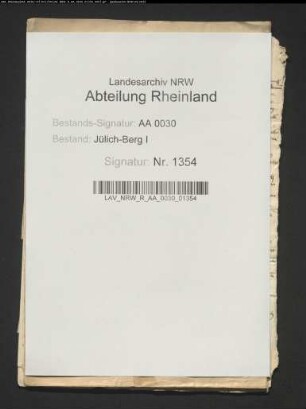 Landesarchiv NRW
Abteilung Rheinland
Bestands-Signatur: AA 0030
Bestand: Jülich-Berg I
Signatur: Nr. 1354
LAV_NRW_R_AA_0030_01354